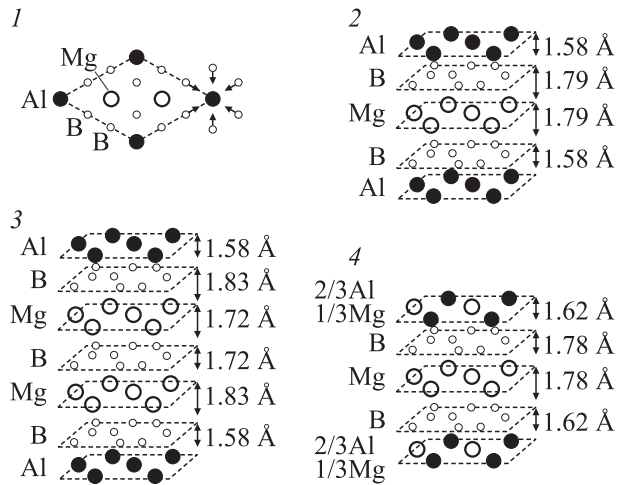 1
Mg
Al
B
B
2
Al
1.58 Å
B
1.79 Å
Mg
1.79 Å
B
1.58 Å
Al
3
Al
1.58 Å
B
1.83 Å
Mg
1.72 Å
B
1.72 Å
Mg
1.83 Å
B
1.58 Å
Al
4
2/3Al
1/3Mg
1.62 Å
B
1.78 Å
Mg
1.78 Å
B
1.62 Å
2/3Al
1/3Mg